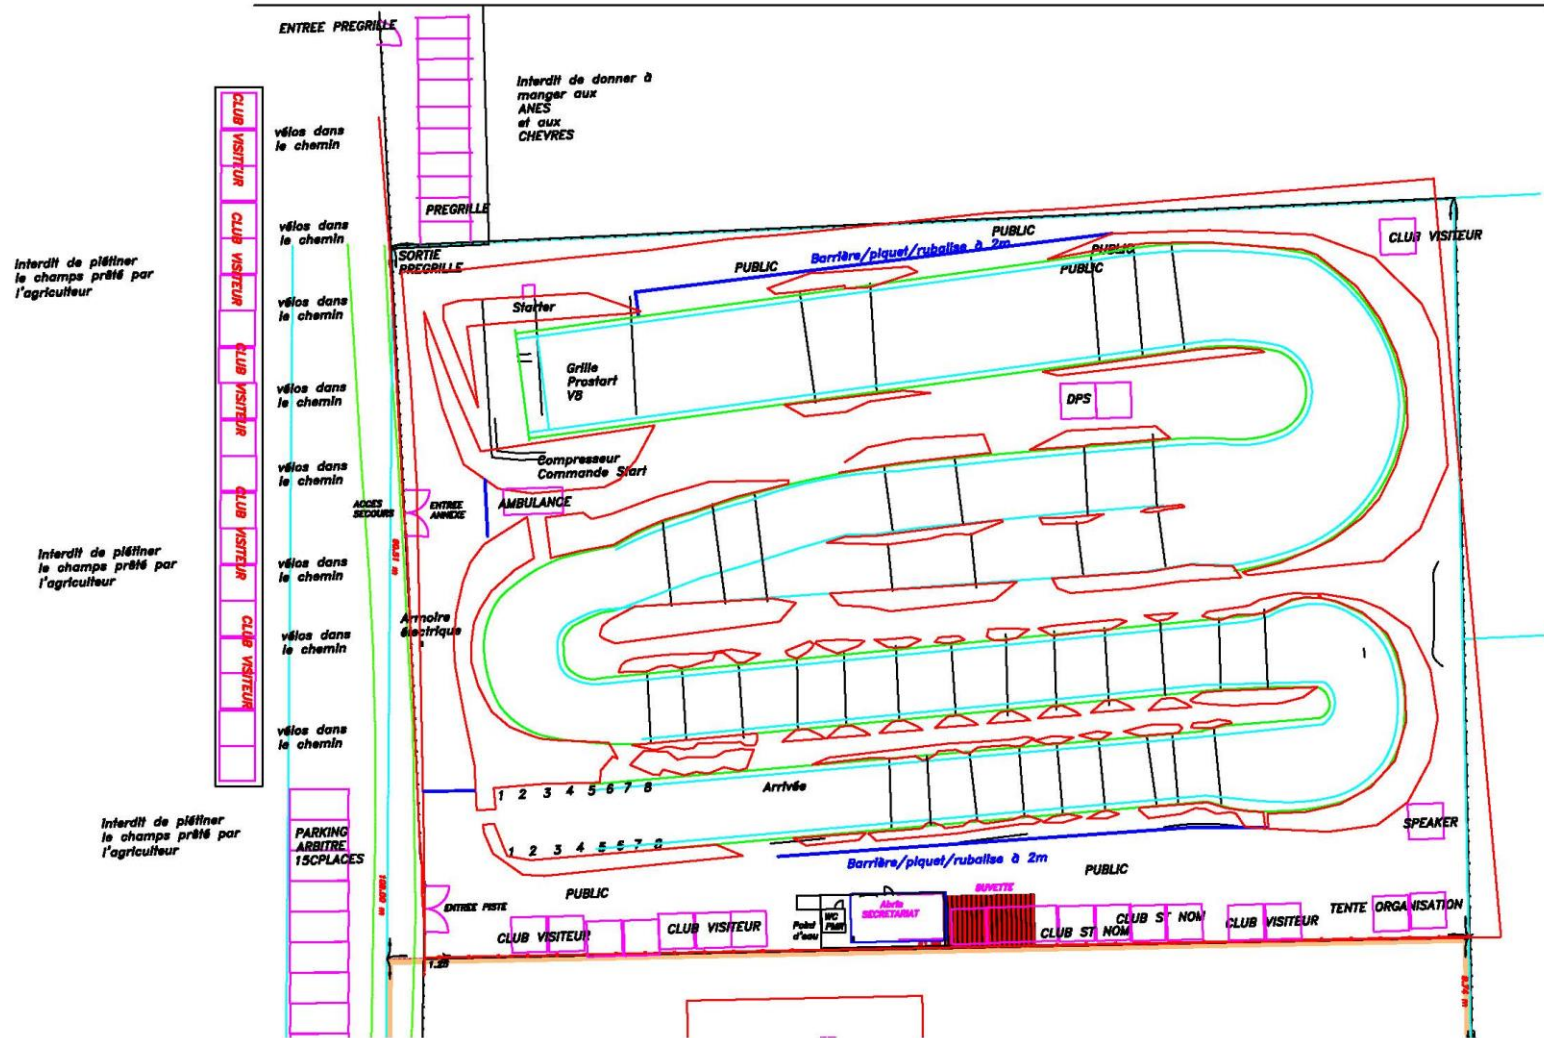 ENTREE PREGRILLE
Interdit de donner à
manger aux
ANES
et aux
CHEVRES
CLUB VISITEUR
vélos dans
le chemin
PREGRILLE
CLUB VISITEUR
vélos dans
le chemin
PUBLIC
CLUB VISITEUR
Barrière/piquet/rubalise à 2m
PUBLIC
SORTIE
PREGRILLE
PUBLIC
PUBLIC
Interdit de piétiner
le champs prêté par
l'agriculteur
vélos dans
le chemin
Starter
CLUB VISITEUR
Grille
Prostart
V8
vélos dans
le chemin
DPS
vélos dans
le chemin
Compresseur
Commande Start
CLUB VISITEUR
ACCES
SECOURS
ENTREE
ANNEXE
AMBULANCE
Interdit de piétiner
le champs prêté par
l'agriculteur
vélos dans
le chemin
CLUB VISITEUR
Armoire
électrique
vélos dans
le chemin
vélos dans
le chemin
1 2 3 4 5 6 7 8
Arrivée
Interdit de piétiner
le champs prêté par
l'agriculteur
PARKING
ARBITRE
15CPLACES
SPEAKER
1 2 3 4 5 6 7 8
Barrière/piquet/rubalise à 2m
PUBLIC
PUBLIC
BUVETTE
ENTREE PISTE
Abris
SECRETARIAT
WC
PMR
Point
d'eau
CLUB VISITEUR
CLUB VISITEUR
CLUB ST NOM
CLUB ST NOM
CLUB VISITEUR
TENTE ORGANISATION
1.28